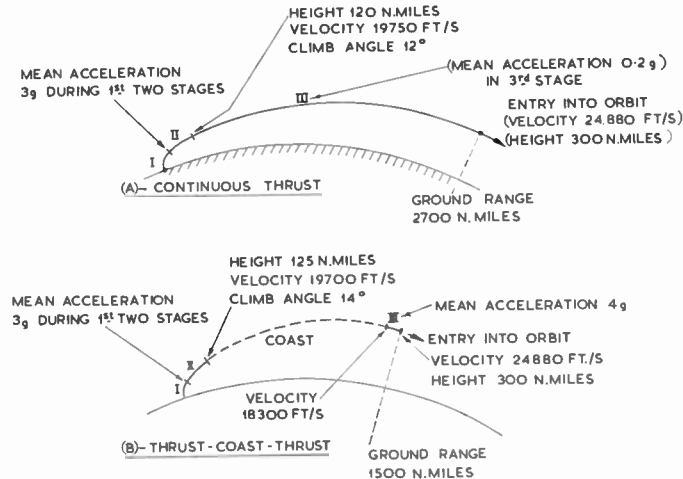 HEIGHT 120 N.MILES
VELOCITY 19750 FT/S
CLIMB ANGLE 12°
MEAN ACCELERATION
3g DURING 1st TWO STAGES
(MEAN ACCELERATION 0·2g)
IN 3rd STAGE
III
II
I
ENTRY INTO ORBIT
(VELOCITY 24.880 FT/S)
(HEIGHT 300 N.MILES)
(A)- CONTINUOUS THRUST
GROUND RANGE
2700 N.MILES
HEIGHT 125 N.MILES
VELOCITY 19700 FT/S
CLIMB ANGLE 14°
MEAN ACCELERATION
3g DURING 1st TWO STAGES
III
MEAN ACCELERATION 4g
II
I
COAST
ENTRY INTO ORBIT
VELOCITY 24880 FT./S
HEIGHT 300 N.MILES
VELOCITY
18300 FT/S
(B)-THRUST-COAST-THRUST
GROUND RANGE
1500 N.MILES